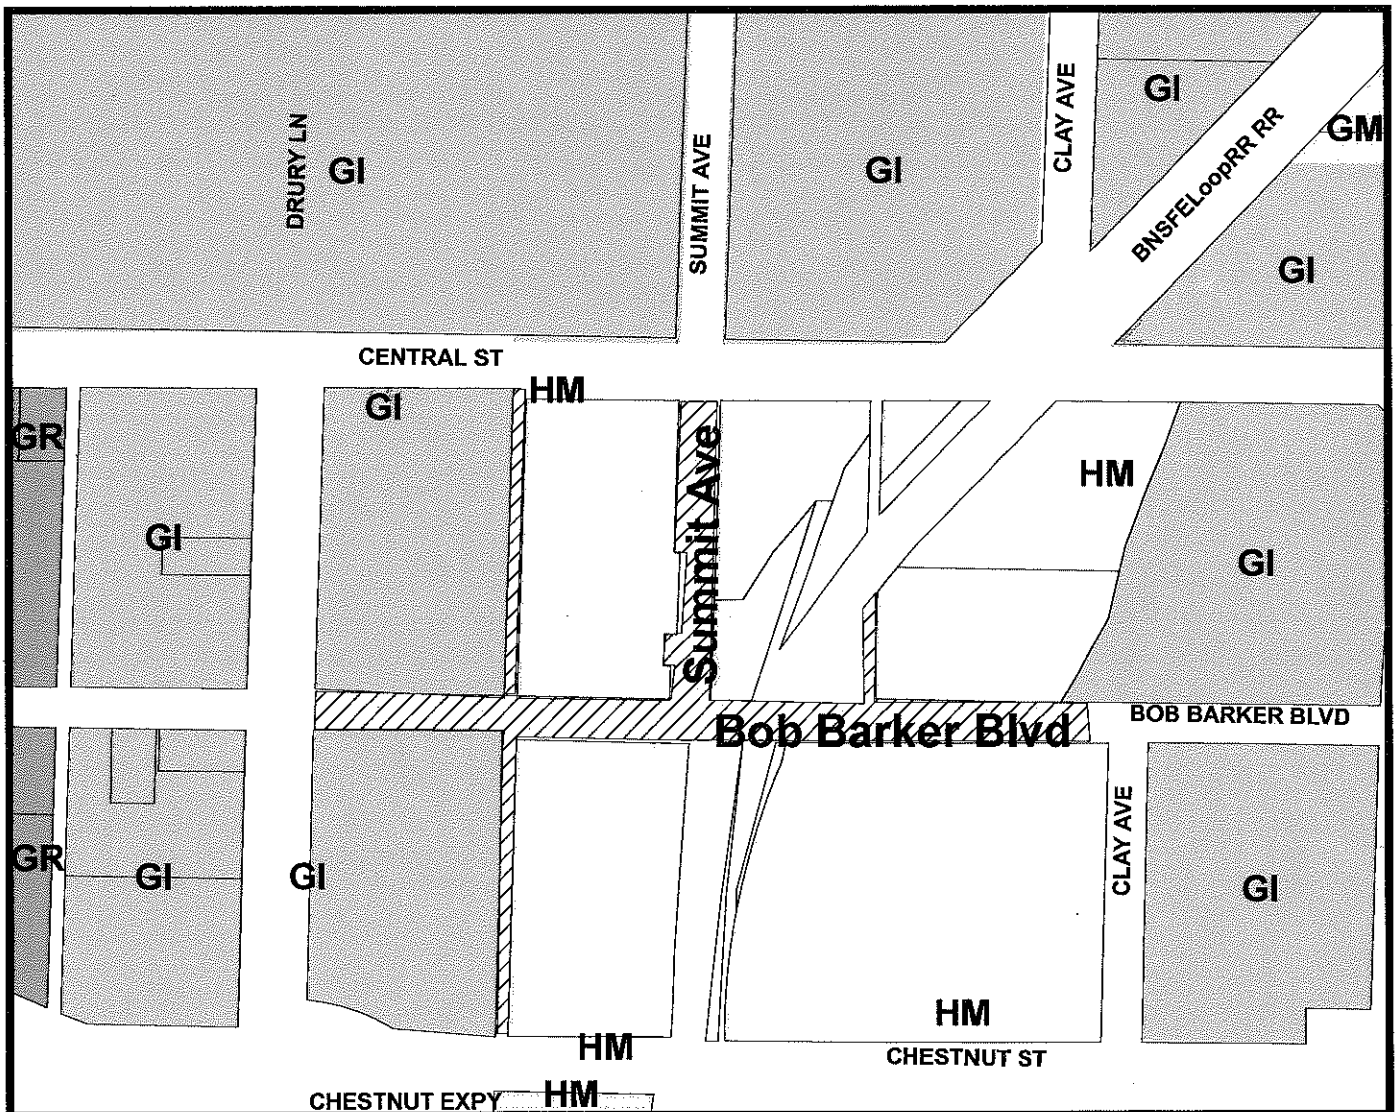 CLAY AVE
GI
GM
DRURY LN
GI
SUMMIT AVE
GI
BNSFELoopRR RR
GI
CENTRAL ST
HM
GI
GR
Summit Ave
HM
GI
GI
BOB BARKER BLVD
Bob Barker Blvd
CLAY AVE
GR
GI
GI
GI
HM
HM
CHESTNUT ST
HM
CHESTNUT EXPY